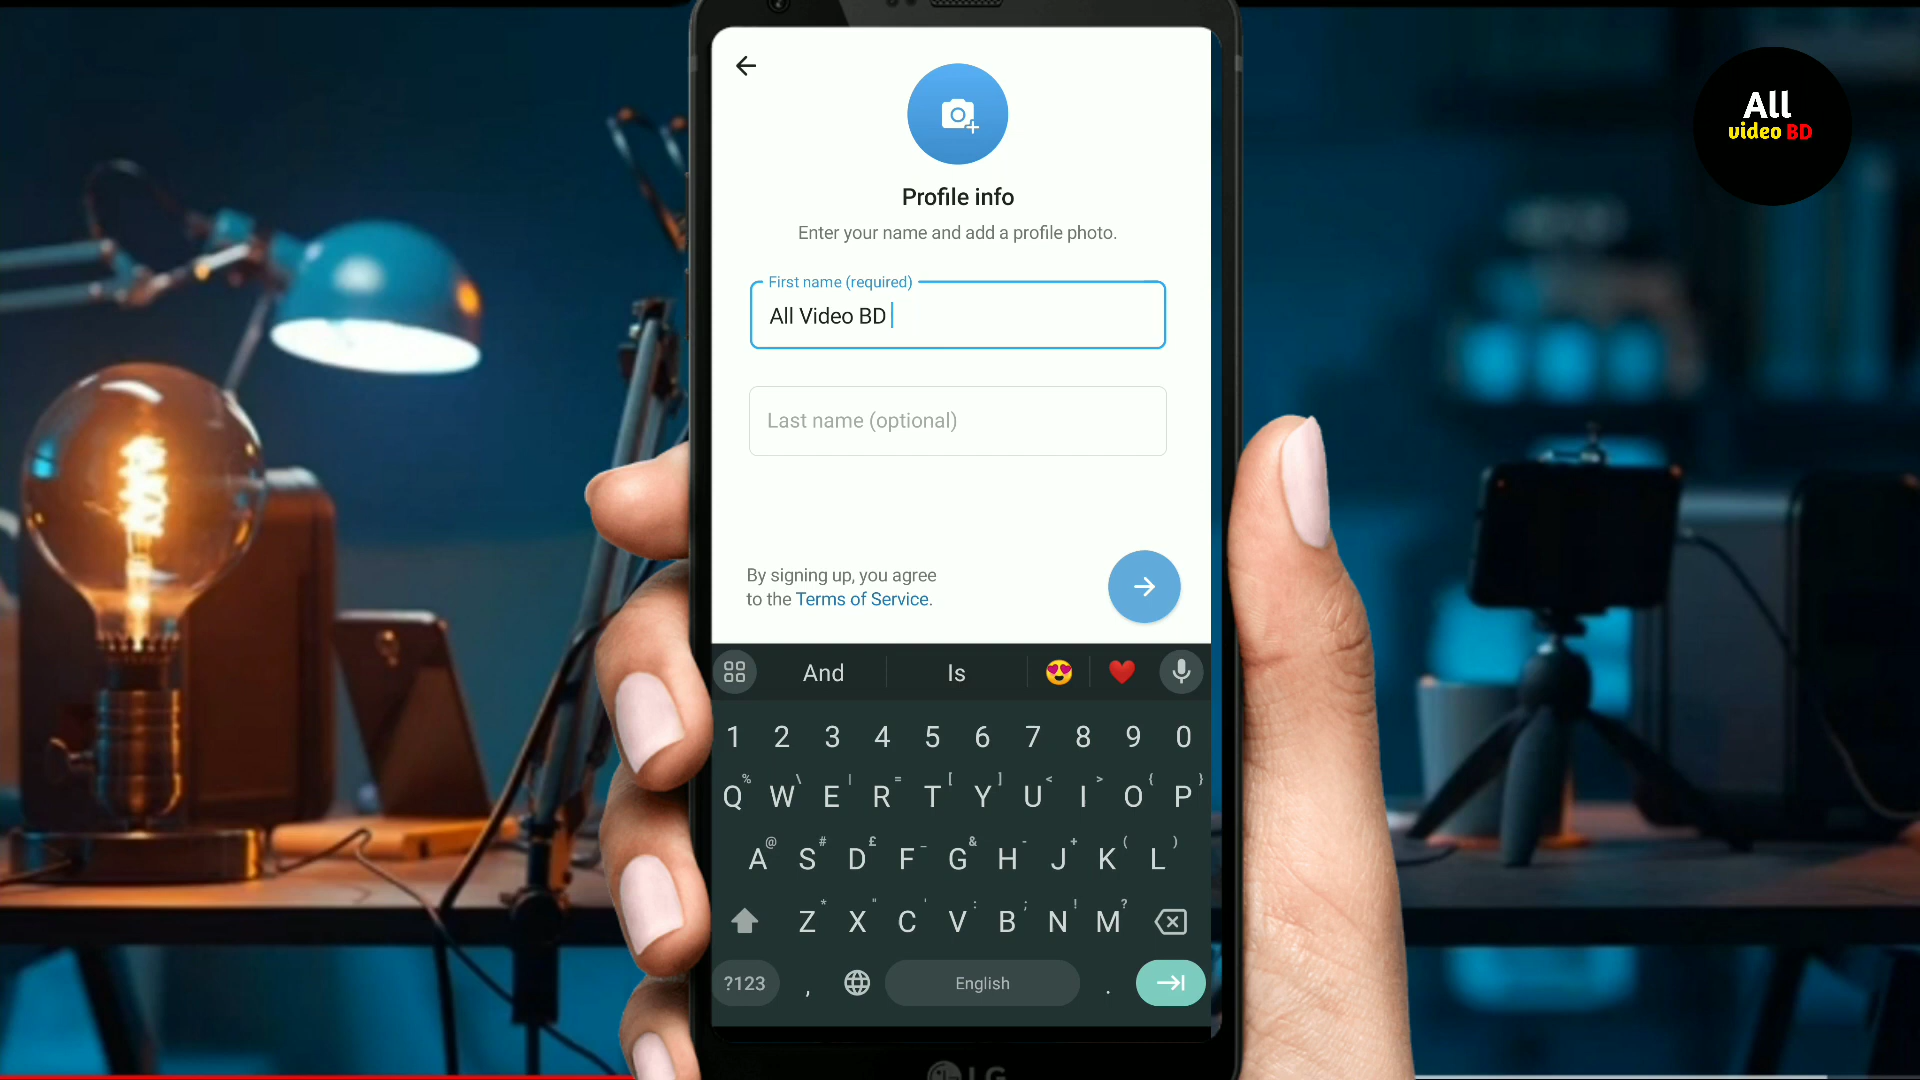 All
video BD
Profile info
Enter your name and add a profile photo.
First name (required)
All Video BD
Last name (optional)
By signing up, you agree
to the Terms of Service.
And Is 😍 ❤️
1 2 3 4 5 6 7 8 9 0
% \ | = [ ] < > { }
Q W E R T Y U I O P
@ # £ _ & - + ( )
A S D F G H J K L
* " ' : ; ! ?
Z X C V B N M
?123 , English .
LG